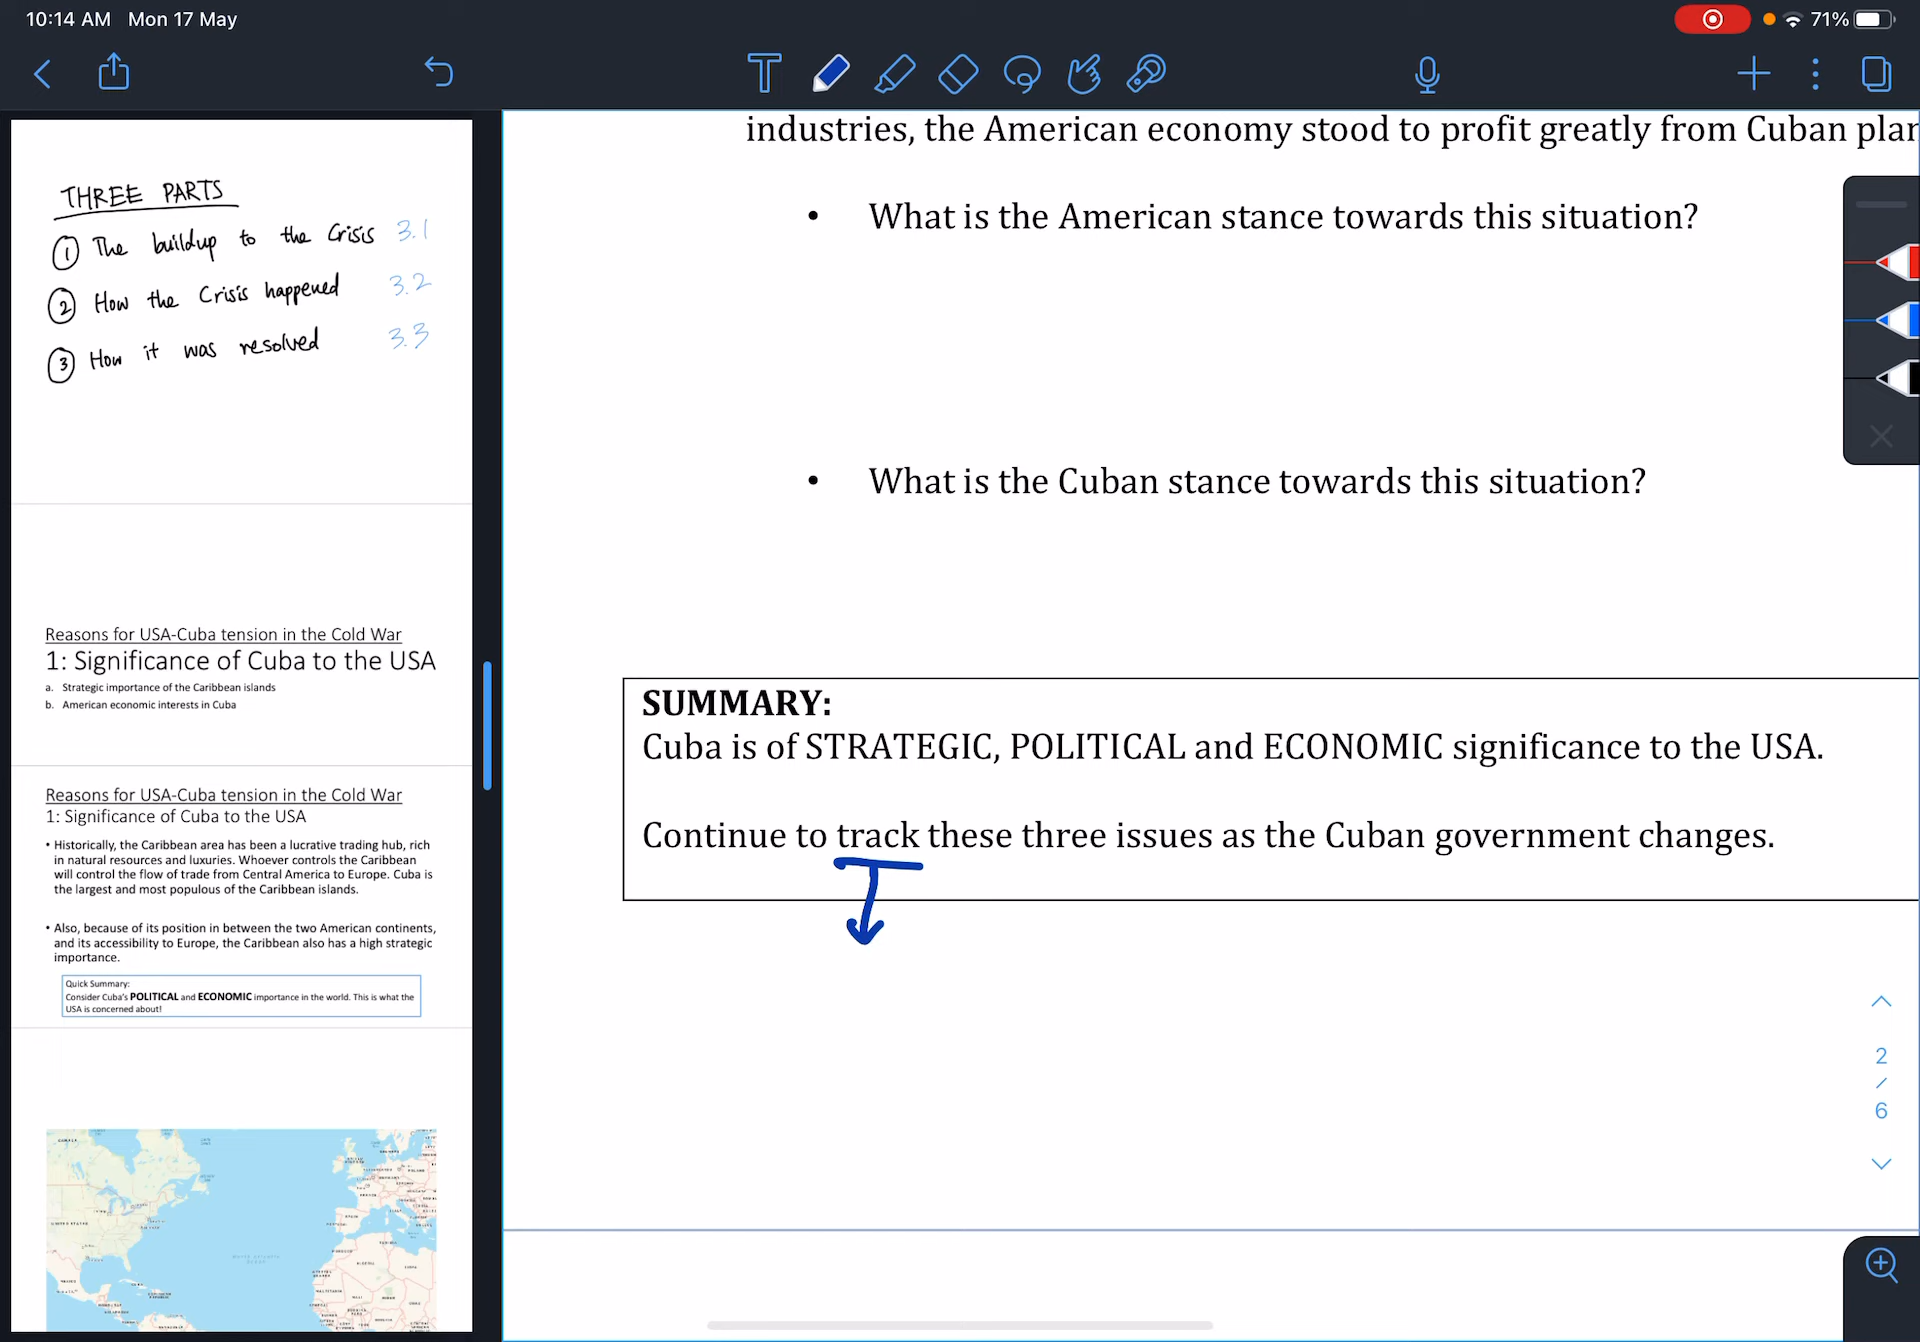 10:14 AM Mon 17 May
71%
THREE PARTS
1 The buildup to the Crisis 3.1
2 How the Crisis happened 3.2
3 How it was resolved 3.3
Reasons for USA-Cuba tension in the Cold War
1: Significance of Cuba to the USA
a. Strategic importance of the Caribbean islands
b. American economic interests in Cuba
Reasons for USA-Cuba tension in the Cold War
1: Significance of Cuba to the USA
• Historically, the Caribbean area has been a lucrative trading hub, rich
in natural resources and luxuries. Whoever controls the Caribbean
will control the flow of trade from Central America to Europe. Cuba is
the largest and most populous of the Caribbean islands.
• Also, because of its position in between the two American continents,
and its accessibility to Europe, the Caribbean also has a high strategic
importance.
Quick Summary:
Consider Cuba's POLITICAL and ECONOMIC importance in the world. This is what the
USA is concerned about!
industries, the American economy stood to profit greatly from Cuban plan
• What is the American stance towards this situation?
• What is the Cuban stance towards this situation?
SUMMARY:
Cuba is of STRATEGIC, POLITICAL and ECONOMIC significance to the USA.
Continue to track these three issues as the Cuban government changes.
2
/
6